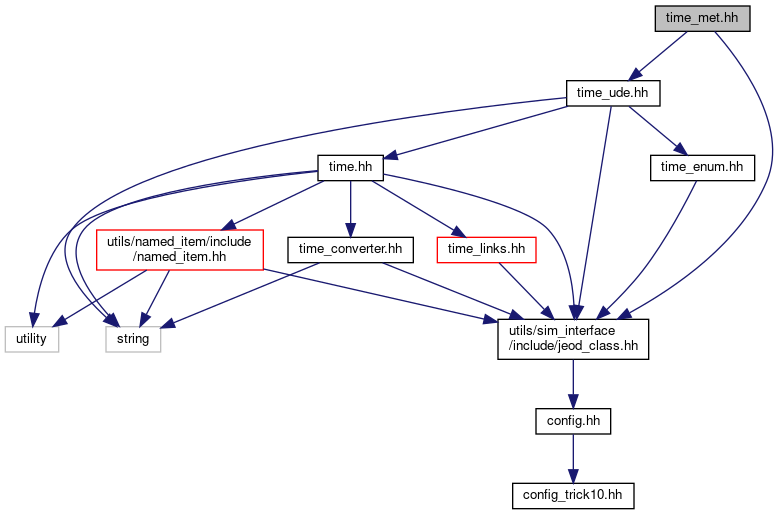 time_met.hh
time_ude.hh
time.hh
time_enum.hh
utils/named_item/include
/named_item.hh
time_converter.hh
time_links.hh
utility
string
utils/sim_interface
/include/jeod_class.hh
config.hh
config_trick10.hh